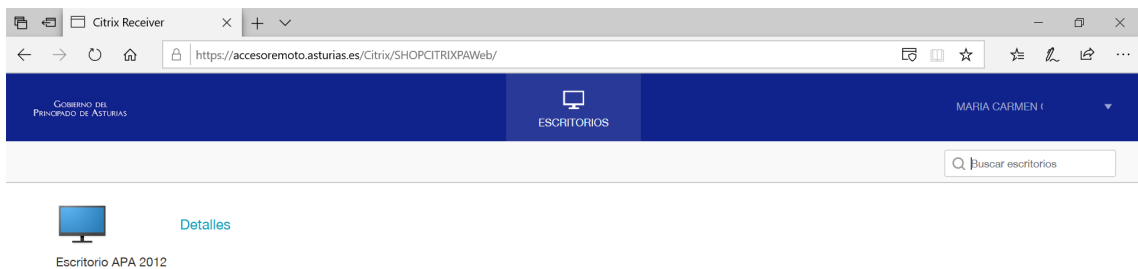 Citrix Receiver
https://accesoremoto.asturias.es/Citrix/SHOPCITRIXPAWeb/
GOBIERNO DEL
PRINCIPADO DE ASTURIAS
ESCRITORIOS
MARIA CARMEN
Buscar escritorios
Detalles
Escritorio APA 2012